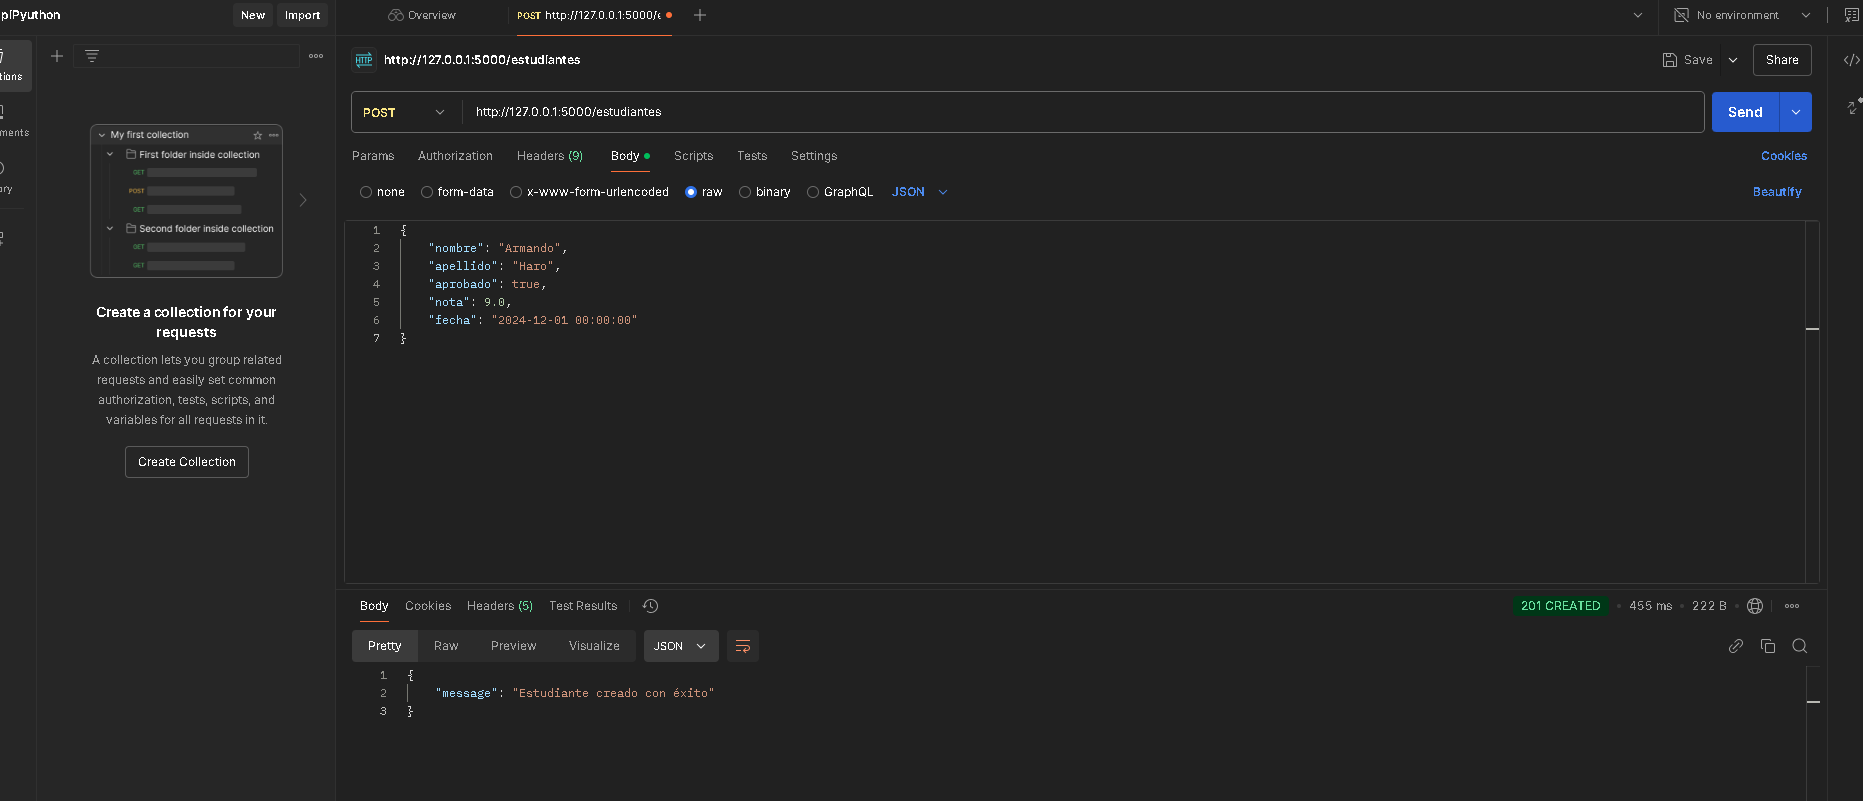 piPyuthon
New
Import
Overview
POST http://127.0.0.1:5000/e
No environment
tions
ments
ry
My first collection
First folder inside collection
GET
POST
GET
Second folder inside collection
GET
GET
Create a collection for your
requests
A collection lets you group related
requests and easily set common
authorization, tests, scripts, and
variables for all requests in it.
Create Collection
HTTP http://127.0.0.1:5000/estudiantes
Save
Share
POST
http://127.0.0.1:5000/estudiantes
Send
Params Authorization Headers (9) Body Scripts Tests Settings
Cookies
none form-data x-www-form-urlencoded raw binary GraphQL JSON
Beautify
1 {
2 "nombre": "Armando",
3 "apellido": "Haro",
4 "aprobado": true,
5 "nota": 9.0,
6 "fecha": "2024-12-01 00:00:00"
7 }
Body Cookies Headers (5) Test Results
201 CREATED • 455 ms • 222 B
Pretty Raw Preview Visualize JSON
1 {
2 "message": "Estudiante creado con éxito"
3 }